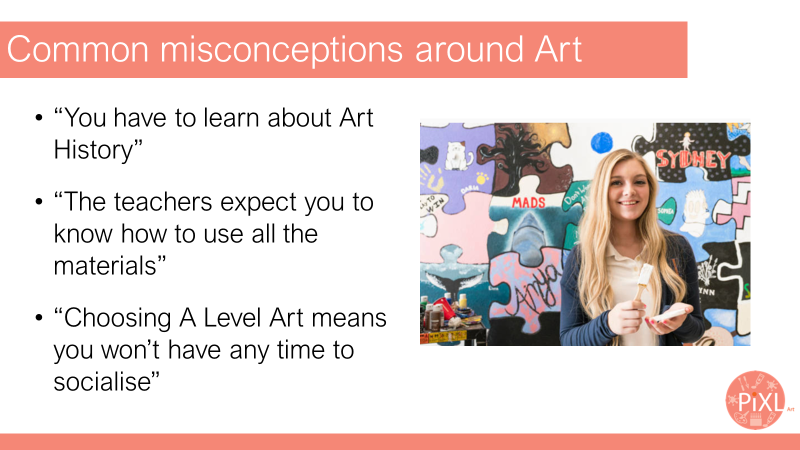 Common misconceptions around Art
• “You have to learn about Art
History”
• “The teachers expect you to
know how to use all the
materials”
• “Choosing A Level Art means
you won’t have any time to
socialise”
SYDNEY
MADS
Anya
WIN
PiXL
Art